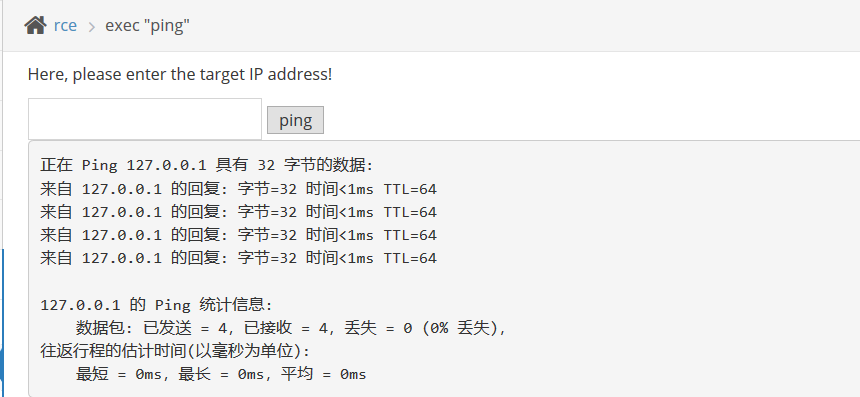 rce > exec "ping"
Here, please enter the target IP address!
ping
正在 Ping 127.0.0.1 具有 32 字节的数据:
来自 127.0.0.1 的回复: 字节=32 时间<1ms TTL=64
来自 127.0.0.1 的回复: 字节=32 时间<1ms TTL=64
来自 127.0.0.1 的回复: 字节=32 时间<1ms TTL=64
来自 127.0.0.1 的回复: 字节=32 时间<1ms TTL=64
127.0.0.1 的 Ping 统计信息:
数据包: 已发送 = 4, 已接收 = 4, 丢失 = 0 (0% 丢失),
往返行程的估计时间(以毫秒为单位):
最短 = 0ms, 最长 = 0ms, 平均 = 0ms